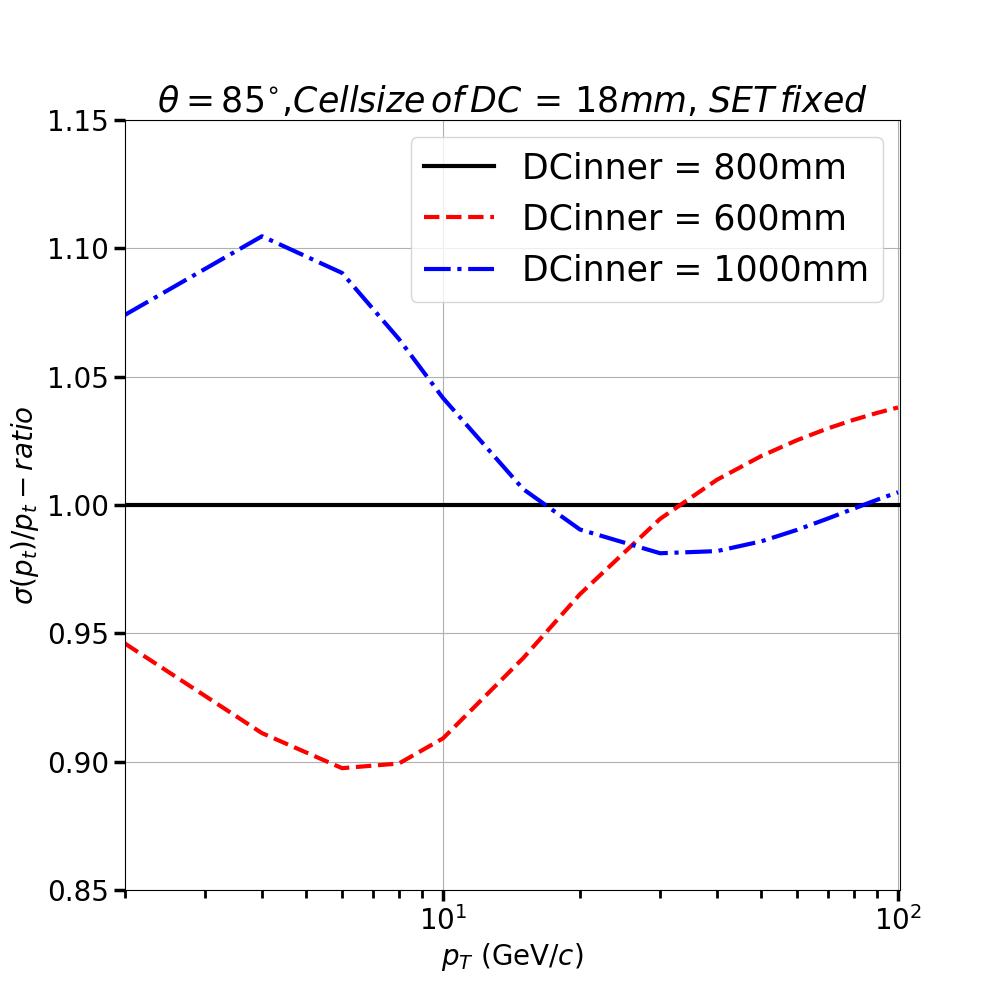 θ = 85°,Cellsize of DC = 18mm, SET fixed
DCinner = 800mm
DCinner = 600mm
DCinner = 1000mm
1.15
1.10
1.05
1.00
0.95
0.90
0.85
σ(pₜ)/pₜ − ratio
10¹
10²
p_T (GeV/c)